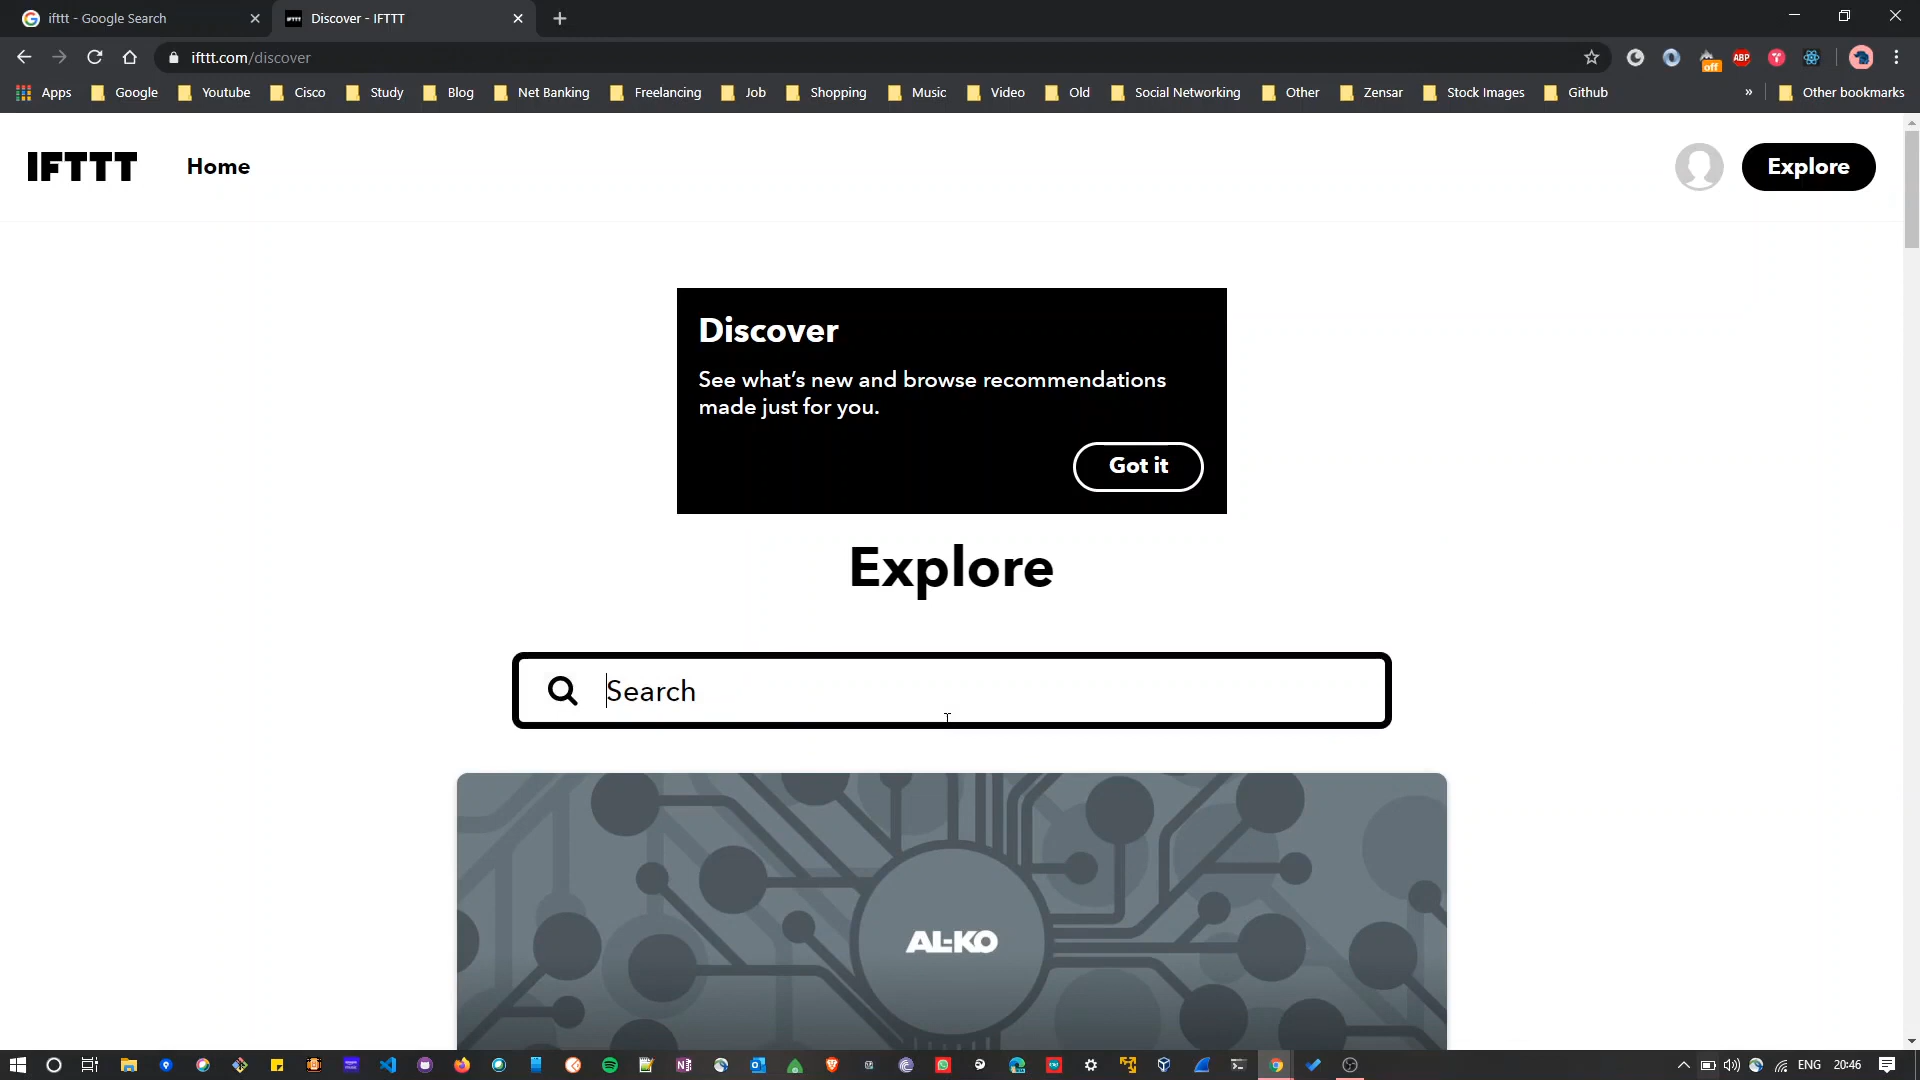 ifttt - Google Search
Discover - IFTTT
ifttt.com/discover
off
ABP
Apps
Google
Youtube
Cisco
Study
Blog
Net Banking
Freelancing
Job
Shopping
Music
Video
Old
Social Networking
Other
Zensar
Stock Images
Github
»
Other bookmarks
IFTTT
Home
Explore
Discover
See what's new and browse recommendations
made just for you.
Got it
Explore
Search
AL-KO
ENG
20:46